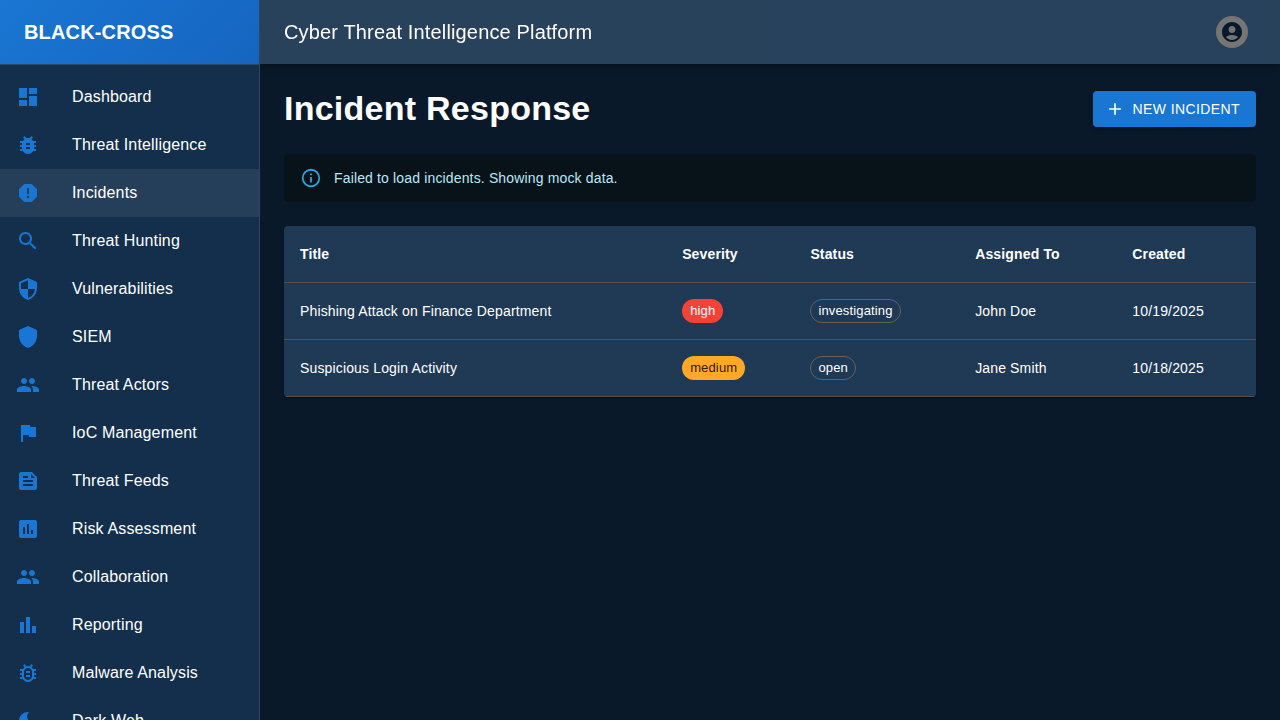 BLACK-CROSS
Cyber Threat Intelligence Platform
Dashboard
Threat Intelligence
Incidents
Threat Hunting
Vulnerabilities
SIEM
Threat Actors
IoC Management
Threat Feeds
Risk Assessment
Collaboration
Reporting
Malware Analysis
Dark Web
Incident Response
NEW INCIDENT
Failed to load incidents. Showing mock data.
Title Severity Status Assigned To Created
Phishing Attack on Finance Department high investigating John Doe 10/19/2025
Suspicious Login Activity medium open Jane Smith 10/18/2025